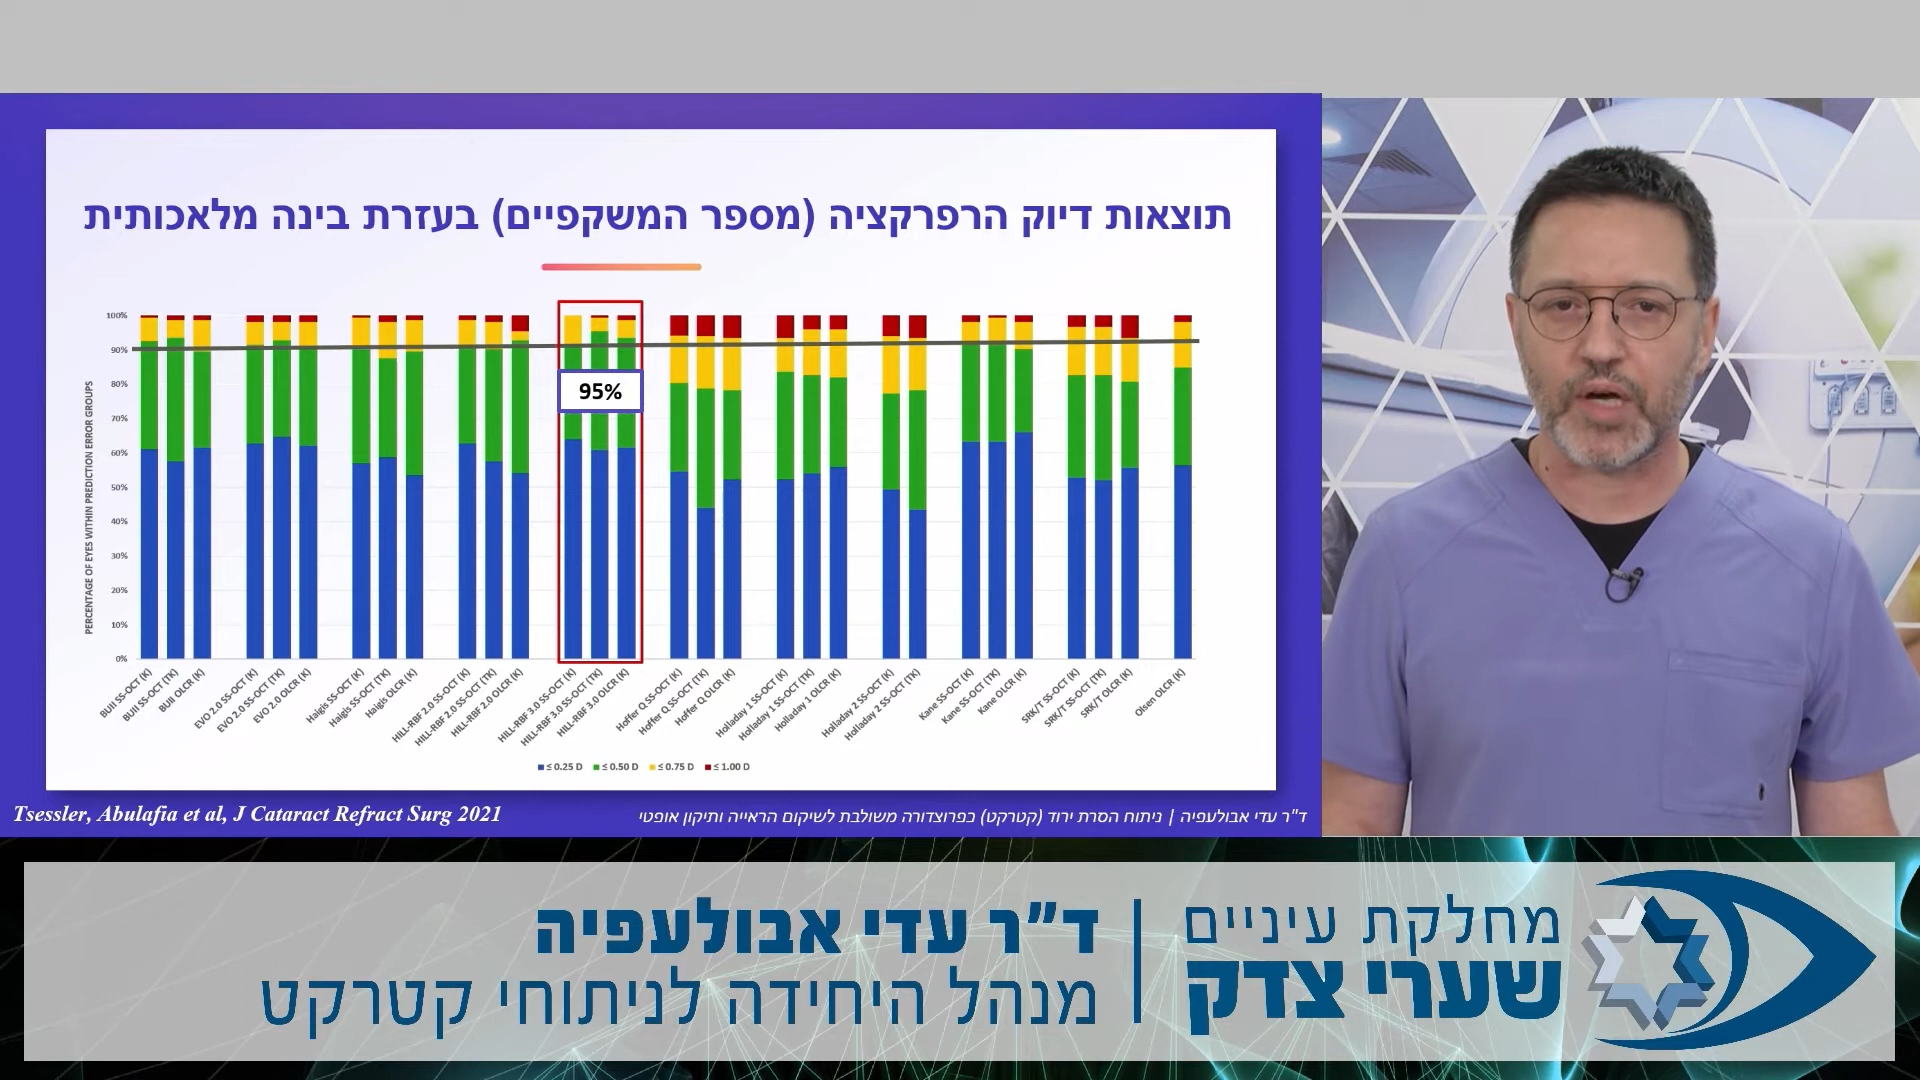 תוצאות דיוק הרפרקציה (מספר המשקפיים) בעזרת בינה מלאכותית
PERCENTAGE OF EYES WITHIN PREDICTION ERROR GROUPS
100%
90%
80%
70%
60%
50%
40%
30%
20%
10%
0%
95%
BUII SS-OCT (K)
BUII SS-OCT (TK)
BUII OLCR (K)
EVO 2.0 SS-OCT (K)
EVO 2.0 SS-OCT (TK)
EVO 2.0 OLCR (K)
Haigis SS-OCT (K)
Haigis SS-OCT (TK)
Haigis OLCR (K)
HILL-RBF 2.0 SS-OCT (K)
HILL-RBF 2.0 SS-OCT (TK)
HILL-RBF 2.0 OLCR (K)
HILL-RBF 3.0 SS-OCT (K)
HILL-RBF 3.0 SS-OCT (TK)
HILL-RBF 3.0 OLCR (K)
Hoffer Q SS-OCT (K)
Hoffer Q SS-OCT (TK)
Hoffer Q OLCR (K)
Holladay 1 SS-OCT (K)
Holladay 1 SS-OCT (TK)
Holladay 1 OLCR (K)
Holladay 2 SS-OCT (K)
Holladay 2 SS-OCT (TK)
Kane SS-OCT (K)
Kane SS-OCT (TK)
Kane OLCR (K)
SRK/T SS-OCT (K)
SRK/T SS-OCT (TK)
SRK/T OLCR (K)
Olsen OLCR (K)
≤ 0.25 D ≤ 0.50 D ≤ 0.75 D ≤ 1.00 D
Tsessler, Abulafia et al, J Cataract Refract Surg 2021
ד"ר עדי אבולעפיה | ניתוח הסרת ירוד (קטרקט) כפרוצדורה משולבת לשיקום הראייה ותיקון אופטי
מחלקת עיניים
שערי צדק
ד"ר עדי אבולעפיה
מנהל היחידה לניתוחי קטרקט